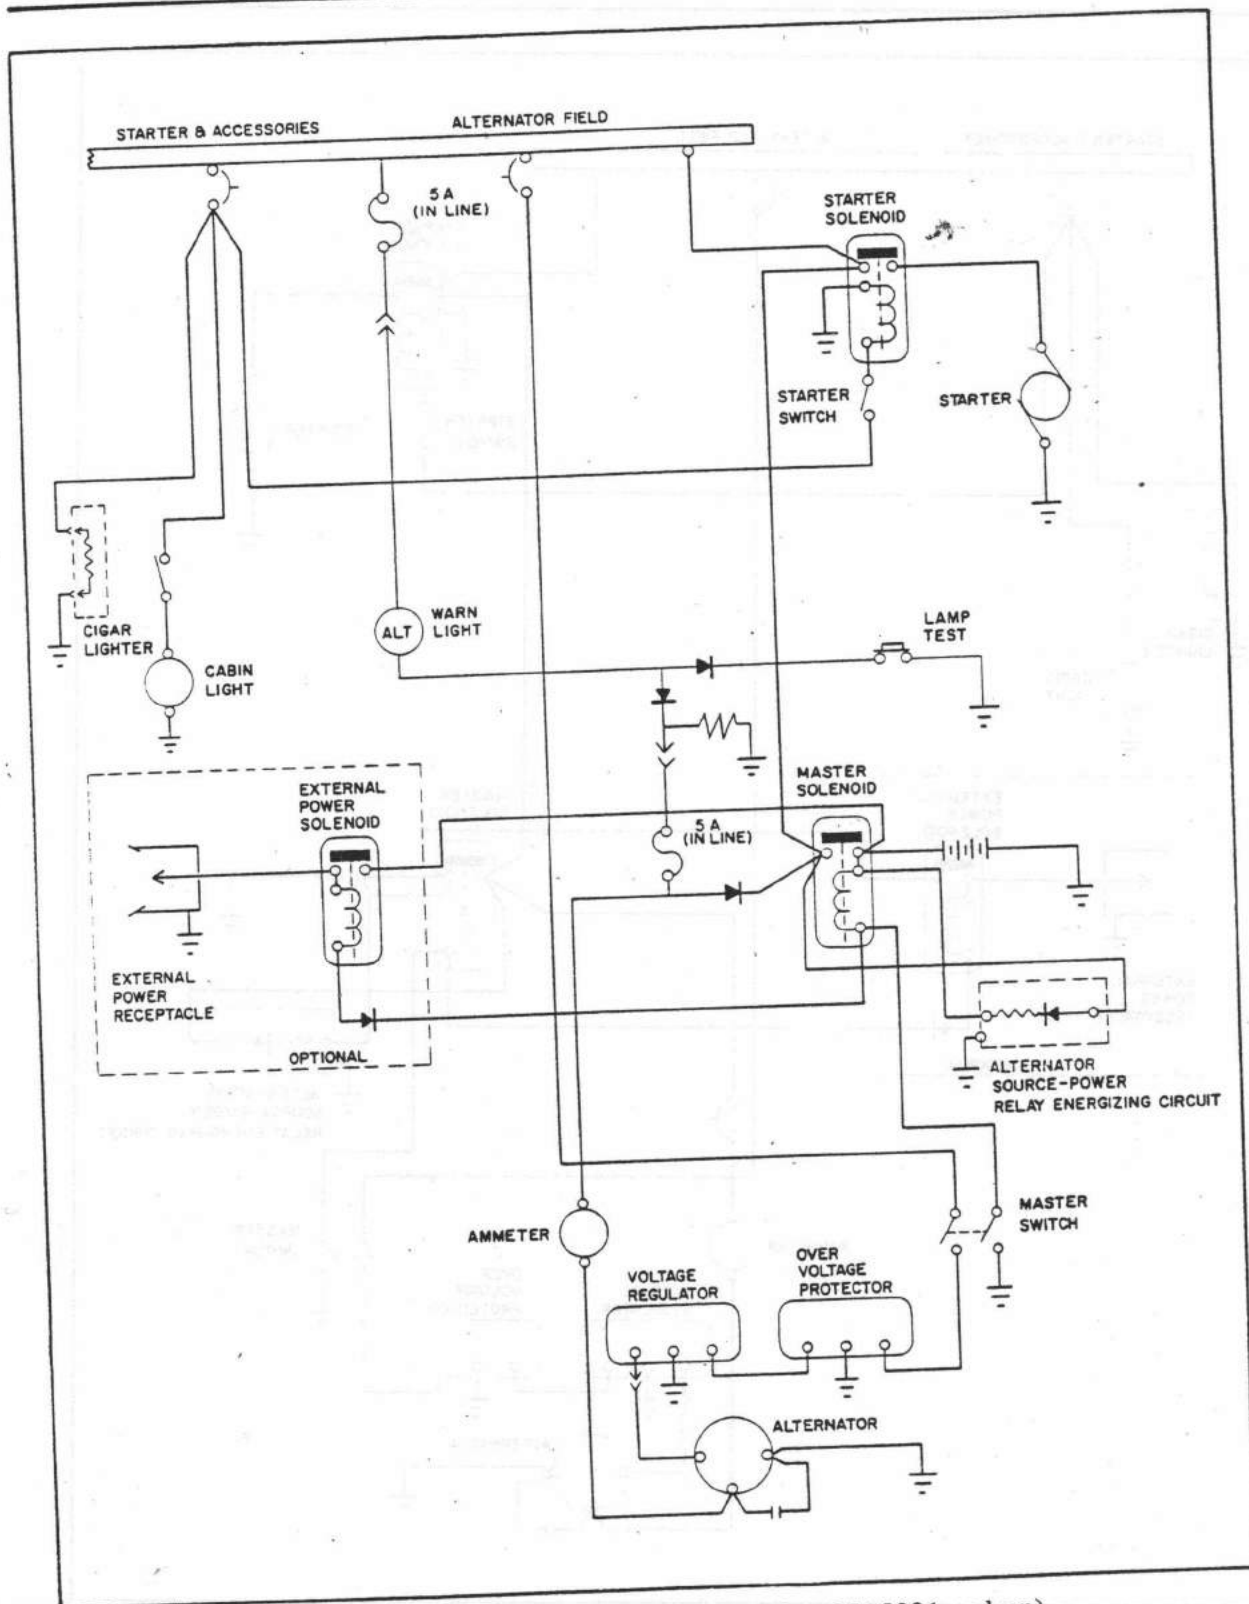 STARTER & ACCESSORIES
ALTERNATOR FIELD
5 A
(IN LINE)
STARTER
SOLENOID
STARTER
SWITCH
STARTER
CIGAR
LIGHTER
CABIN
LIGHT
ALT
WARN
LIGHT
LAMP
TEST
EXTERNAL
POWER
SOLENOID
5 A
(IN LINE)
MASTER
SOLENOID
EXTERNAL
POWER
RECEPTACLE
OPTIONAL
ALTERNATOR
SOURCE-POWER
RELAY ENERGIZING CIRCUIT
AMMETER
MASTER
SWITCH
VOLTAGE
REGULATOR
OVER
VOLTAGE
PROTECTOR
ALTERNATOR